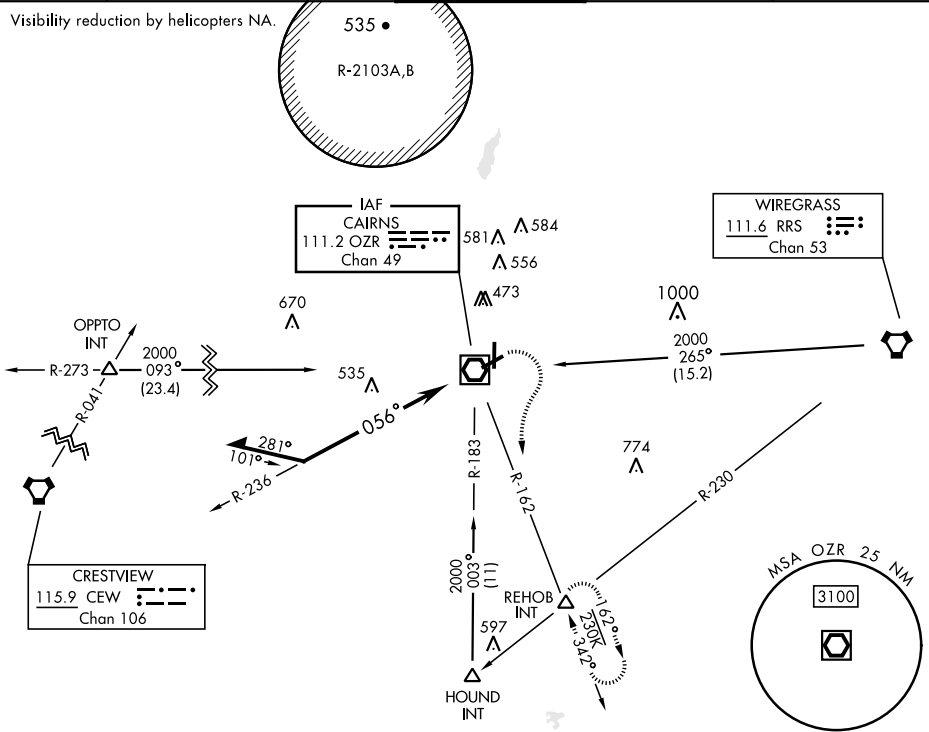 Visibility reduction by helicopters NA.
535
R-2103A,B
IAF
CAIRNS
111.2 OZR
Chan 49
581
584
556
473
WIREGRASS
111.6 RRS
Chan 53
1000
670
OPPTO
INT
R-273
2000
093°
(23.4)
R-041
535
056°
2000
265°
(15.2)
281°
101°
R-236
R-183
R-162
774
R-230
CRESTVIEW
115.9 CEW
Chan 106
2000
003°
(11)
REHOB
INT
162°
230K
342°
597
HOUND
INT
MSA OZR 25 NM
3100